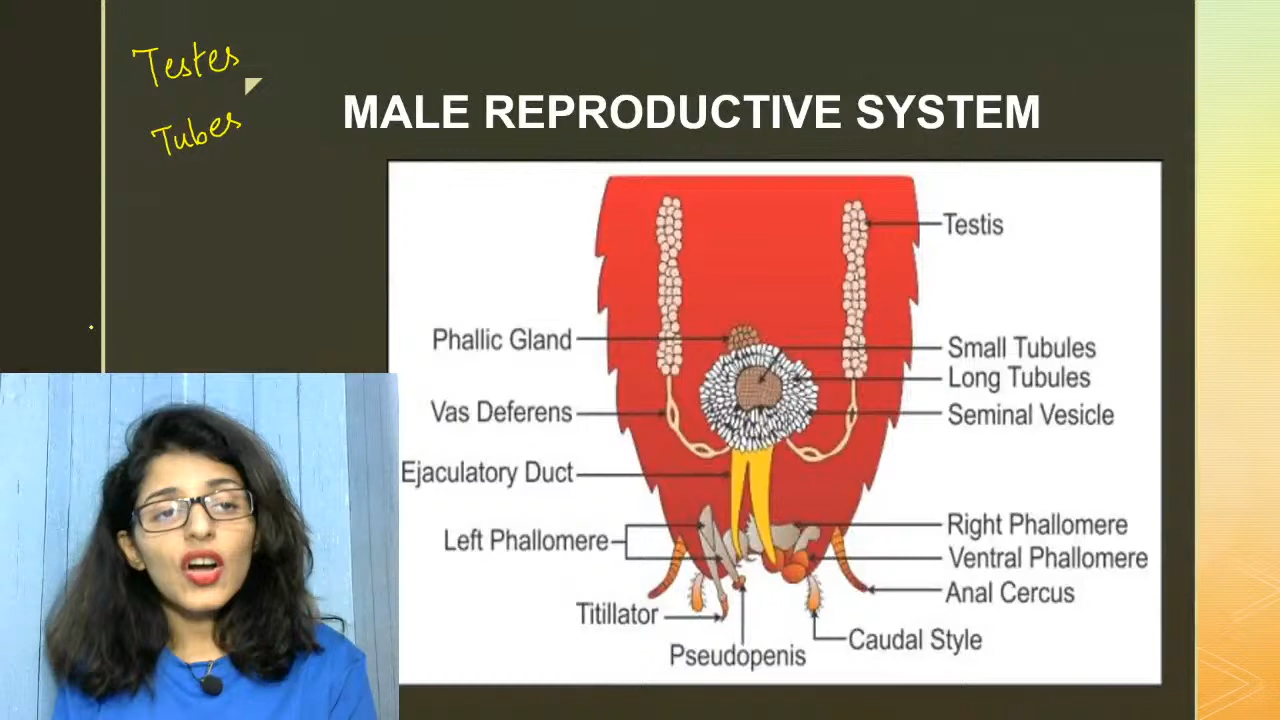 Testes
Tubes
MALE REPRODUCTIVE SYSTEM
Testis
Phallic Gland
Small Tubules
Long Tubules
Vas Deferens
Seminal Vesicle
Ejaculatory Duct
Left Phallomere
Right Phallomere
Ventral Phallomere
Anal Cercus
Titillator
Caudal Style
Pseudopenis